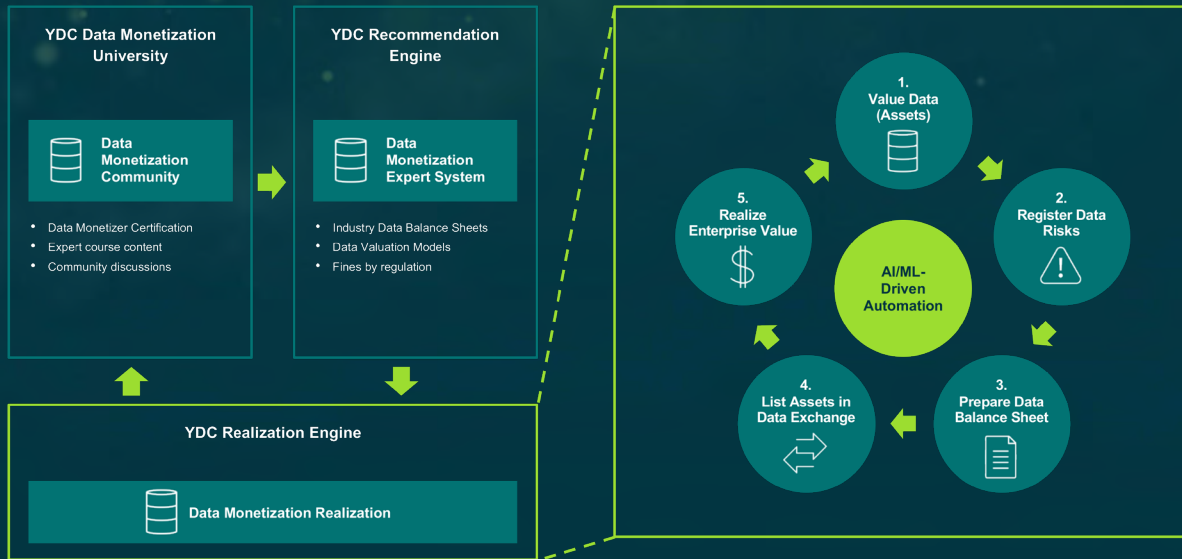 YDC Data Monetization
University
Data
Monetization
Community
• Data Monetizer Certification
• Expert course content
• Community discussions
YDC Recommendation
Engine
Data
Monetization
Expert System
• Industry Data Balance Sheets
• Data Valuation Models
• Fines by regulation
YDC Realization Engine
Data Monetization Realization
1.
Value Data
(Assets)
2.
Register Data
Risks
3.
Prepare Data
Balance Sheet
4.
List Assets in
Data Exchange
5.
Realize
Enterprise Value
AI/ML-
Driven
Automation